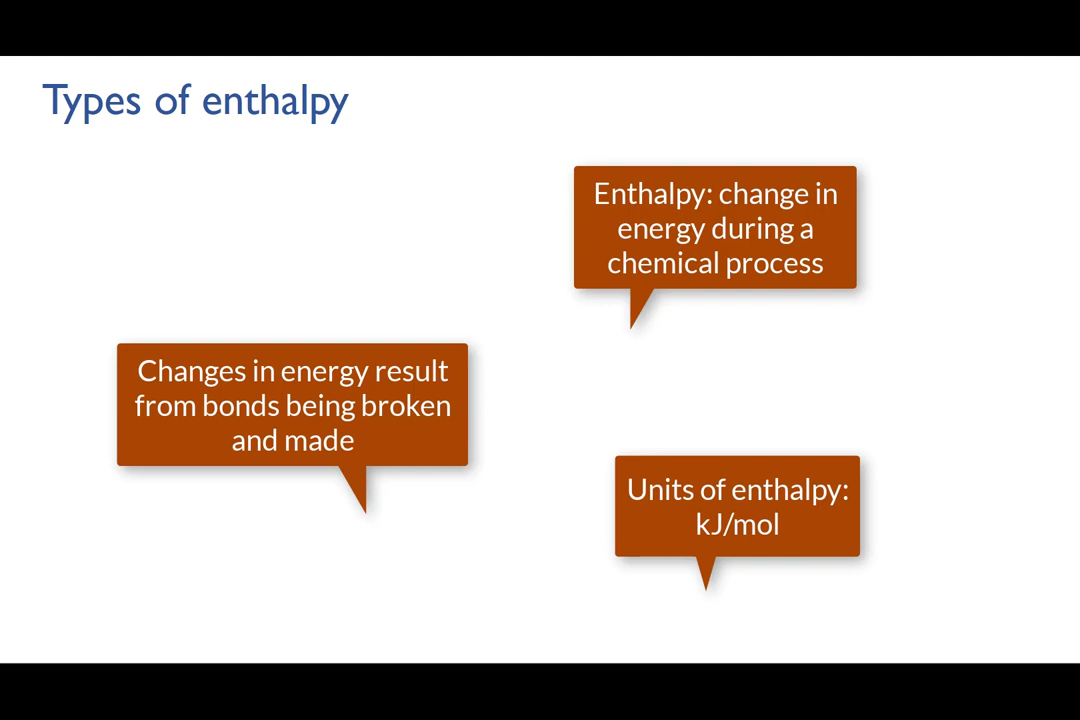 Types of enthalpy
Enthalpy: change in
energy during a
chemical process
Changes in energy result
from bonds being broken
and made
Units of enthalpy:
kJ/mol